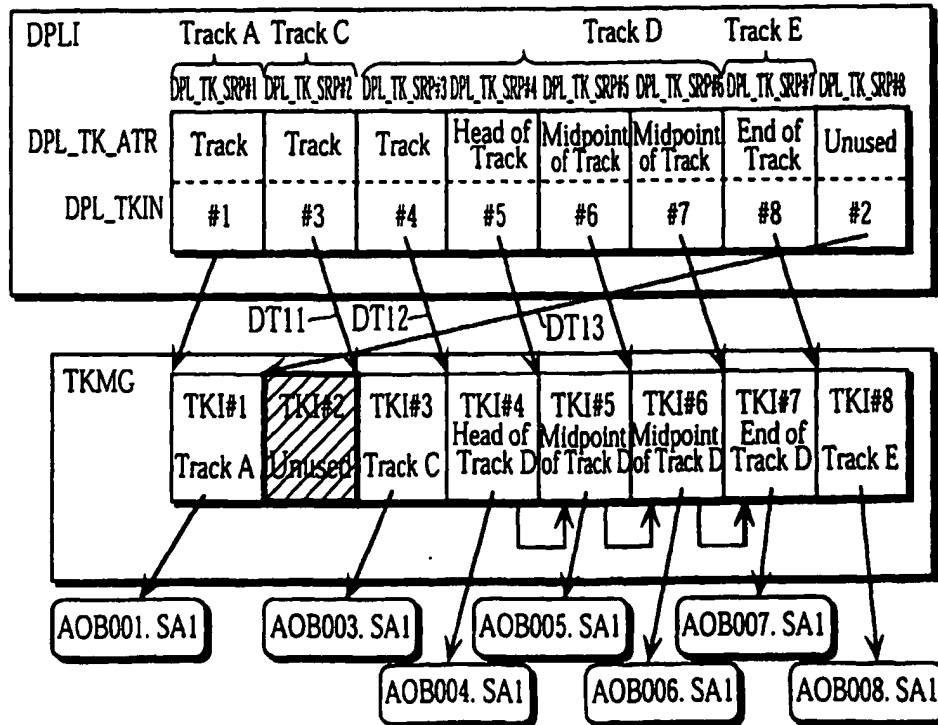 DPLI
Track A Track C Track D Track E
DPL_TK_SRP#1 DPL_TK_SRP#2 DPL_TK_SRP#3 DPL_TK_SRP#4 DPL_TK_SRP#5 DPL_TK_SRP#6 DPL_TK_SRP#7 DPL_TK_SRP#8
DPL_TK_ATR Track Track Track Head of Track Midpoint of Track Midpoint of Track End of Track Unused
DPL_TKIN #1 #3 #4 #5 #6 #7 #8 #2
DT11 DT12 DT13
TKMG
TKI#1 TKI#2 TKI#3 TKI#4 TKI#5 TKI#6 TKI#7 TKI#8
Track A Unused Track C Head of Track D Midpoint of Track D Midpoint of Track D End of Track D Track E
AOB001. SA1 AOB003. SA1 AOB005. SA1 AOB007. SA1
AOB004. SA1 AOB006. SA1 AOB008. SA1